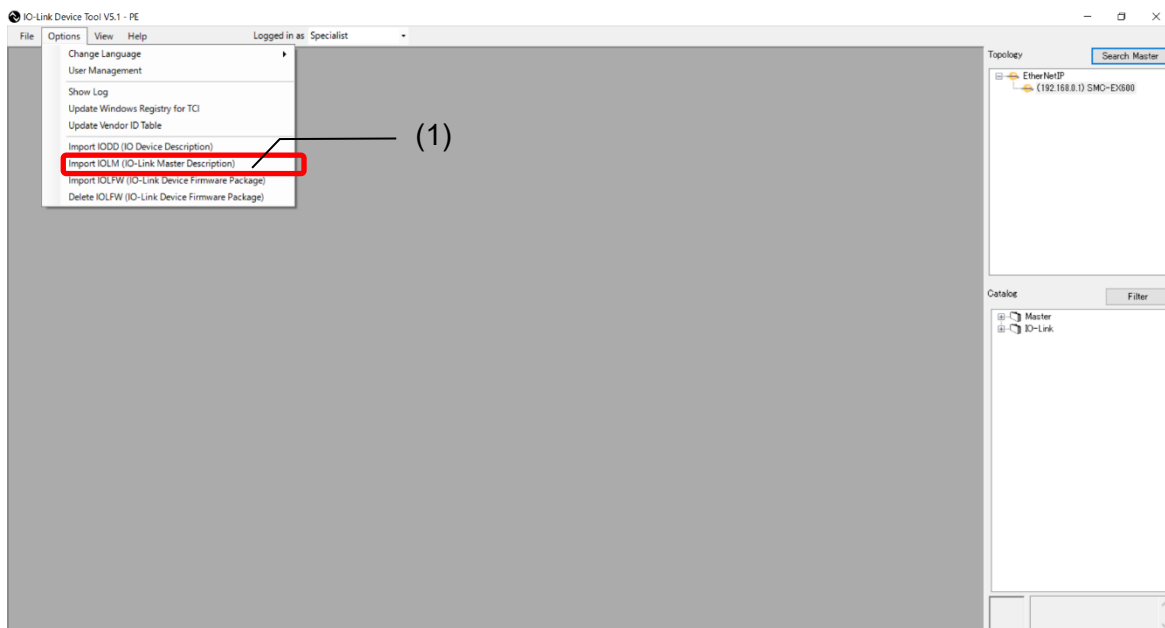 IO-Link Device Tool V5.1 - PE
File Options View Help Logged in as Specialist
Change Language
User Management
Show Log
Update Windows Registry for TCI
Update Vendor ID Table
Import IODD (IO Device Description)
Import IOLM (IO-Link Master Description)
Import IOLFW (IO-Link Device Firmware Package)
Delete IOLFW (IO-Link Device Firmware Package)
(1)
Topology Search Master
EtherNetIP
(192.168.0.1) SMC-EX600
Catalog Filter
Master
IO-Link